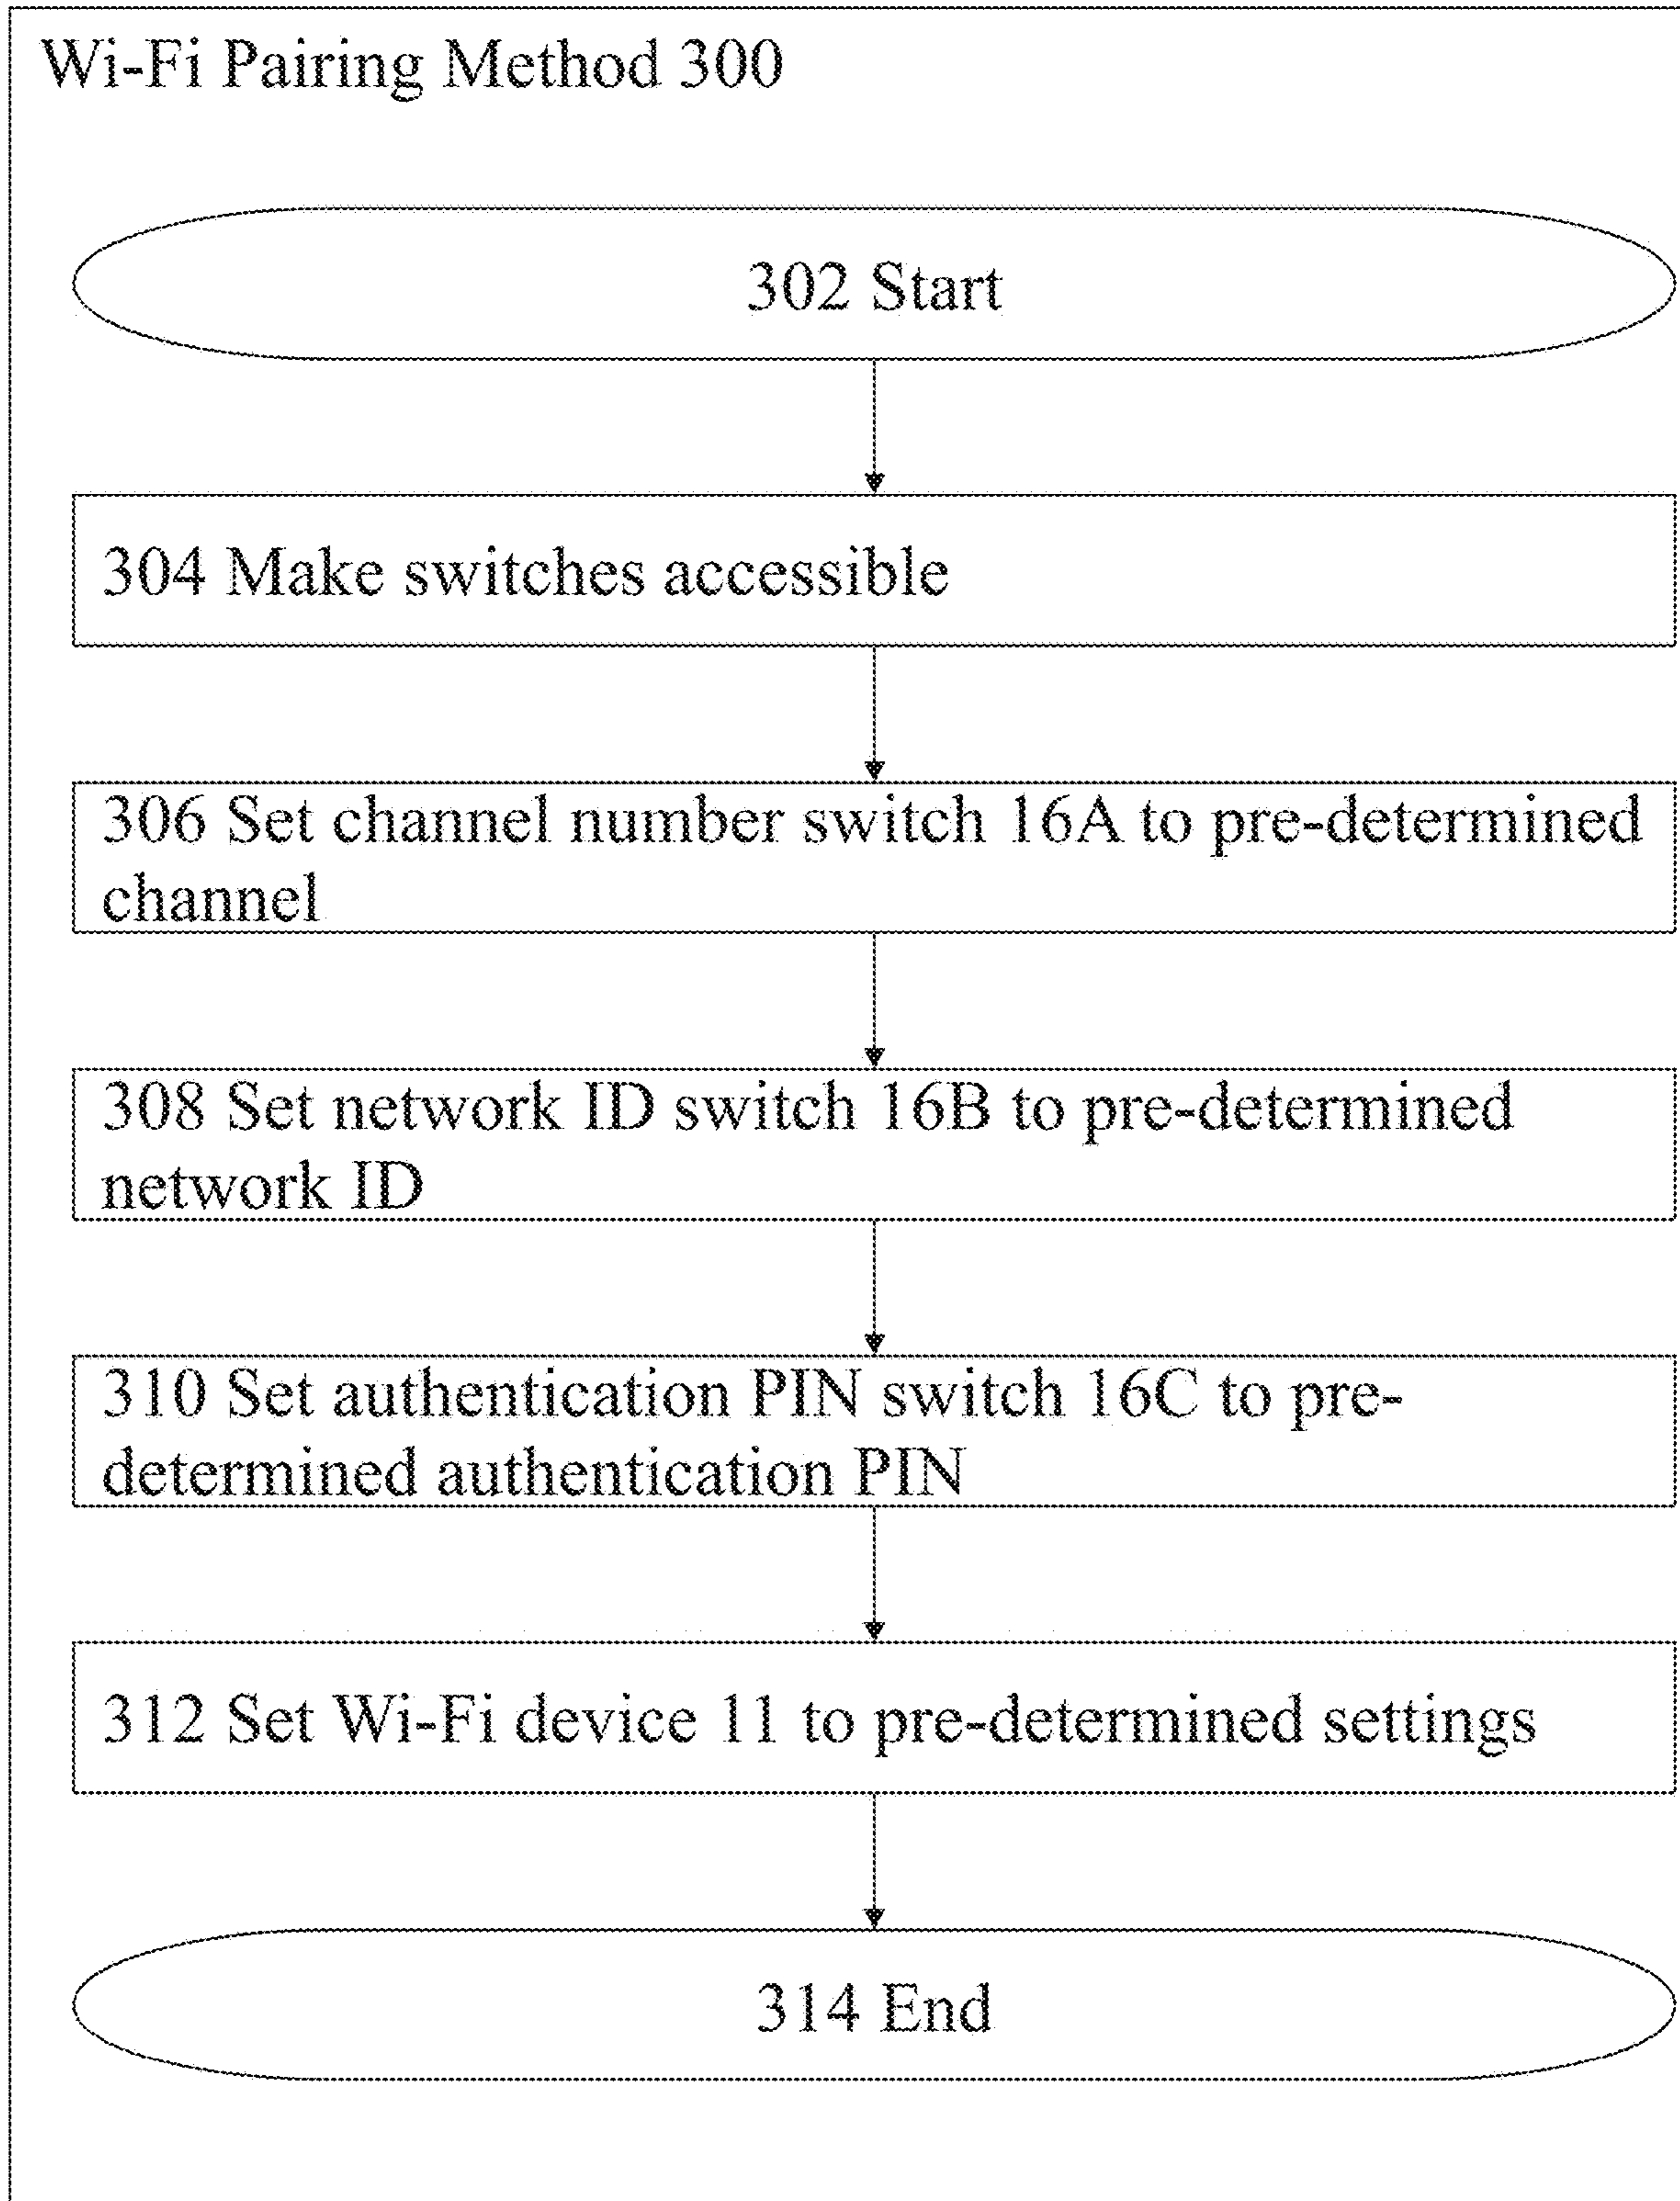 Wi-Fi Pairing Method 300
302 Start
304 Make switches accessible
306 Set channel number switch 16A to pre-determined
channel
308 Set network ID switch 16B to pre-determined
network ID
310 Set authentication PIN switch 16C to pre-
determined authentication PIN
312 Set Wi-Fi device 11 to pre-determined settings
314 End